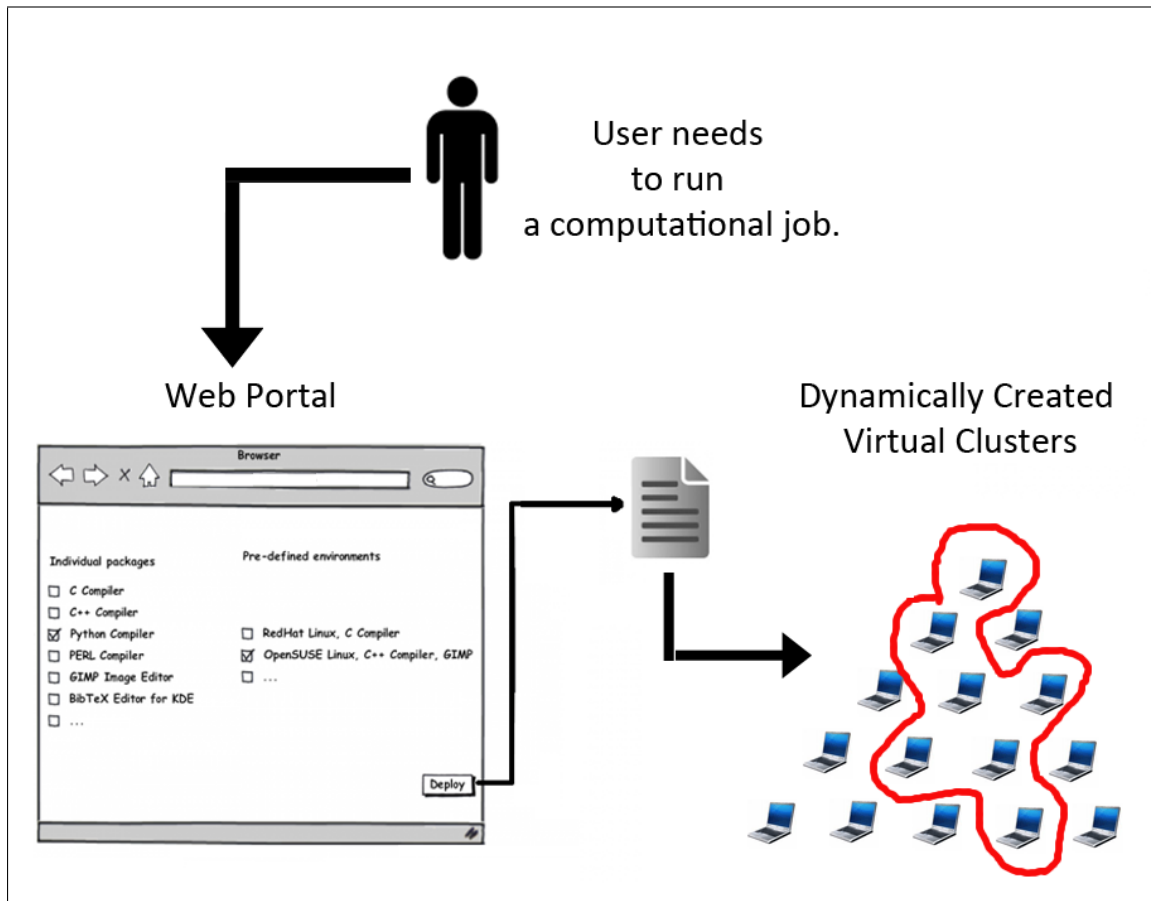 User needs
to run
a computational job.
Web Portal
Dynamically Created
Virtual Clusters
Browser
Individual packages
C Compiler
C++ Compiler
Python Compiler
PERL Compiler
GIMP Image Editor
BibTeX Editor for KDE
...
Pre-defined environments
RedHat Linux, C Compiler
OpenSUSE Linux, C++ Compiler, GIMP
...
Deploy